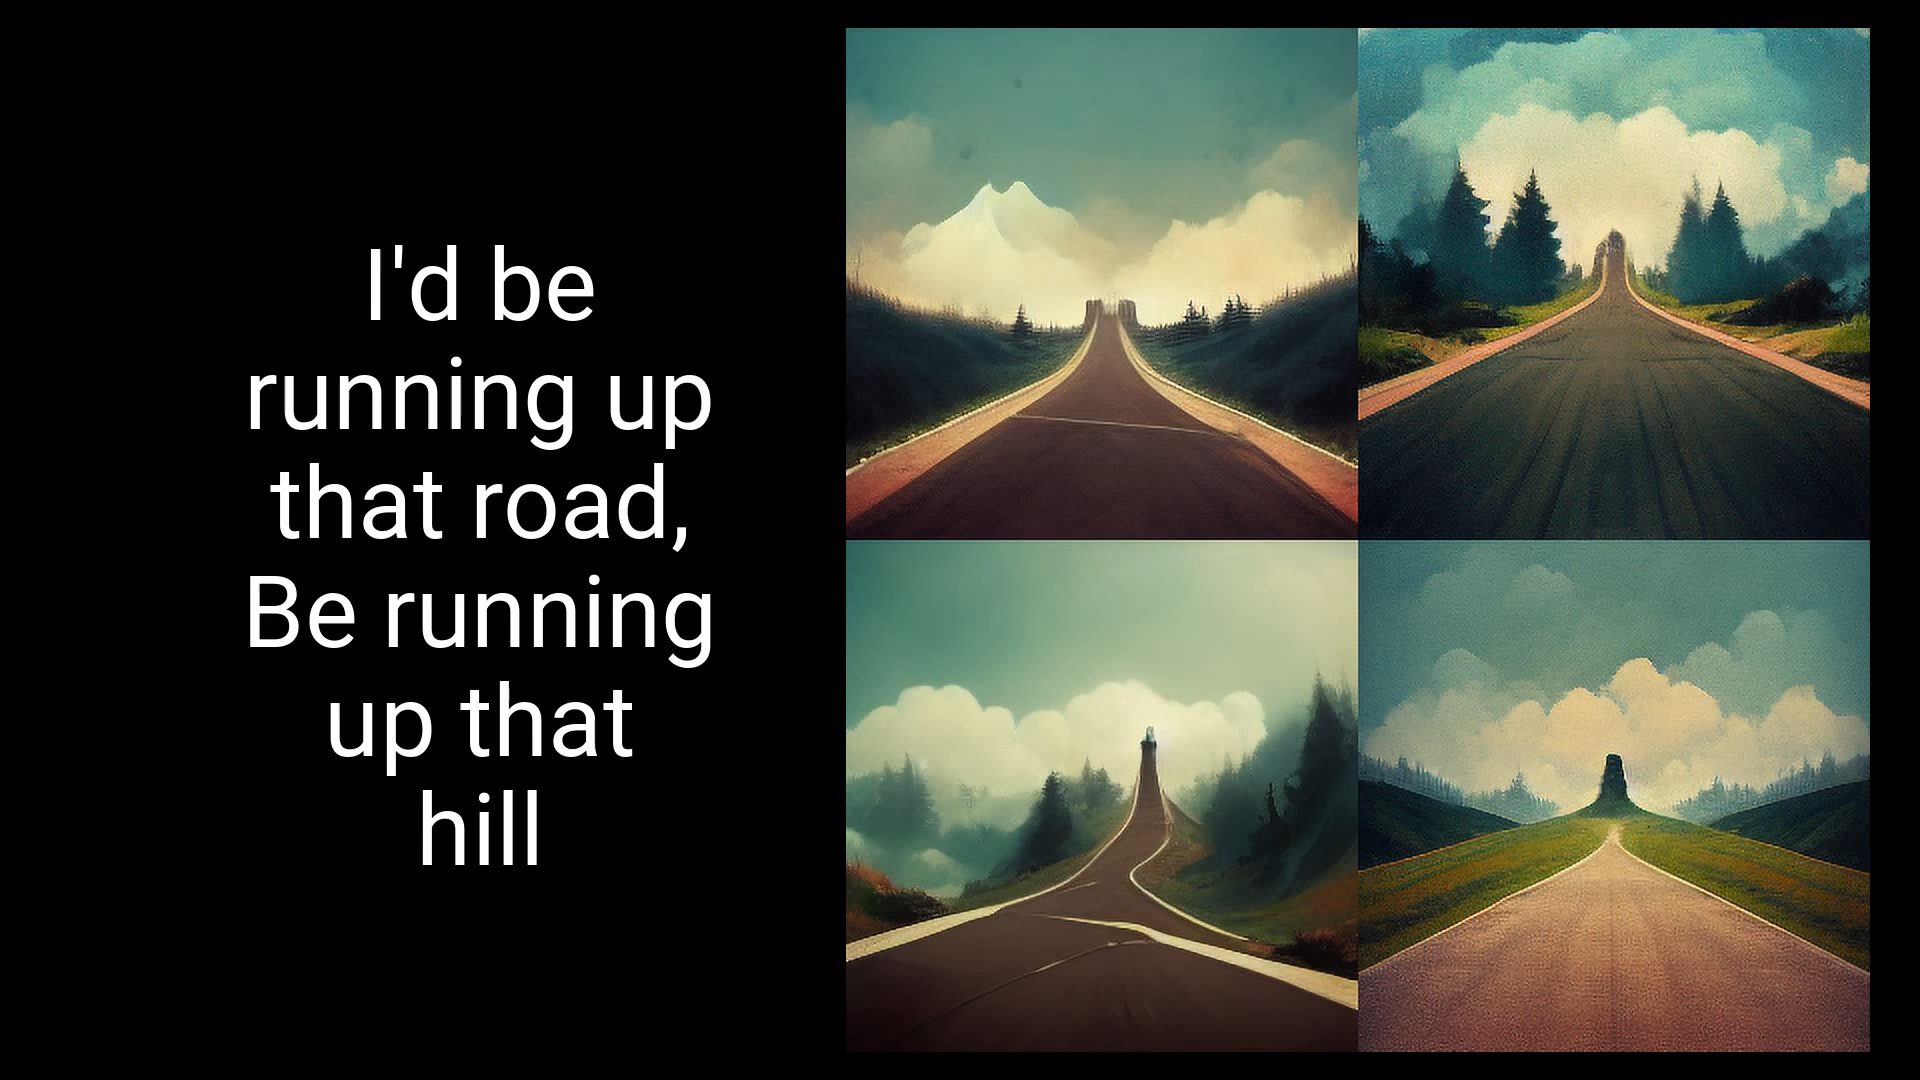 I'd be
running up
that road,
Be running
up that
hill